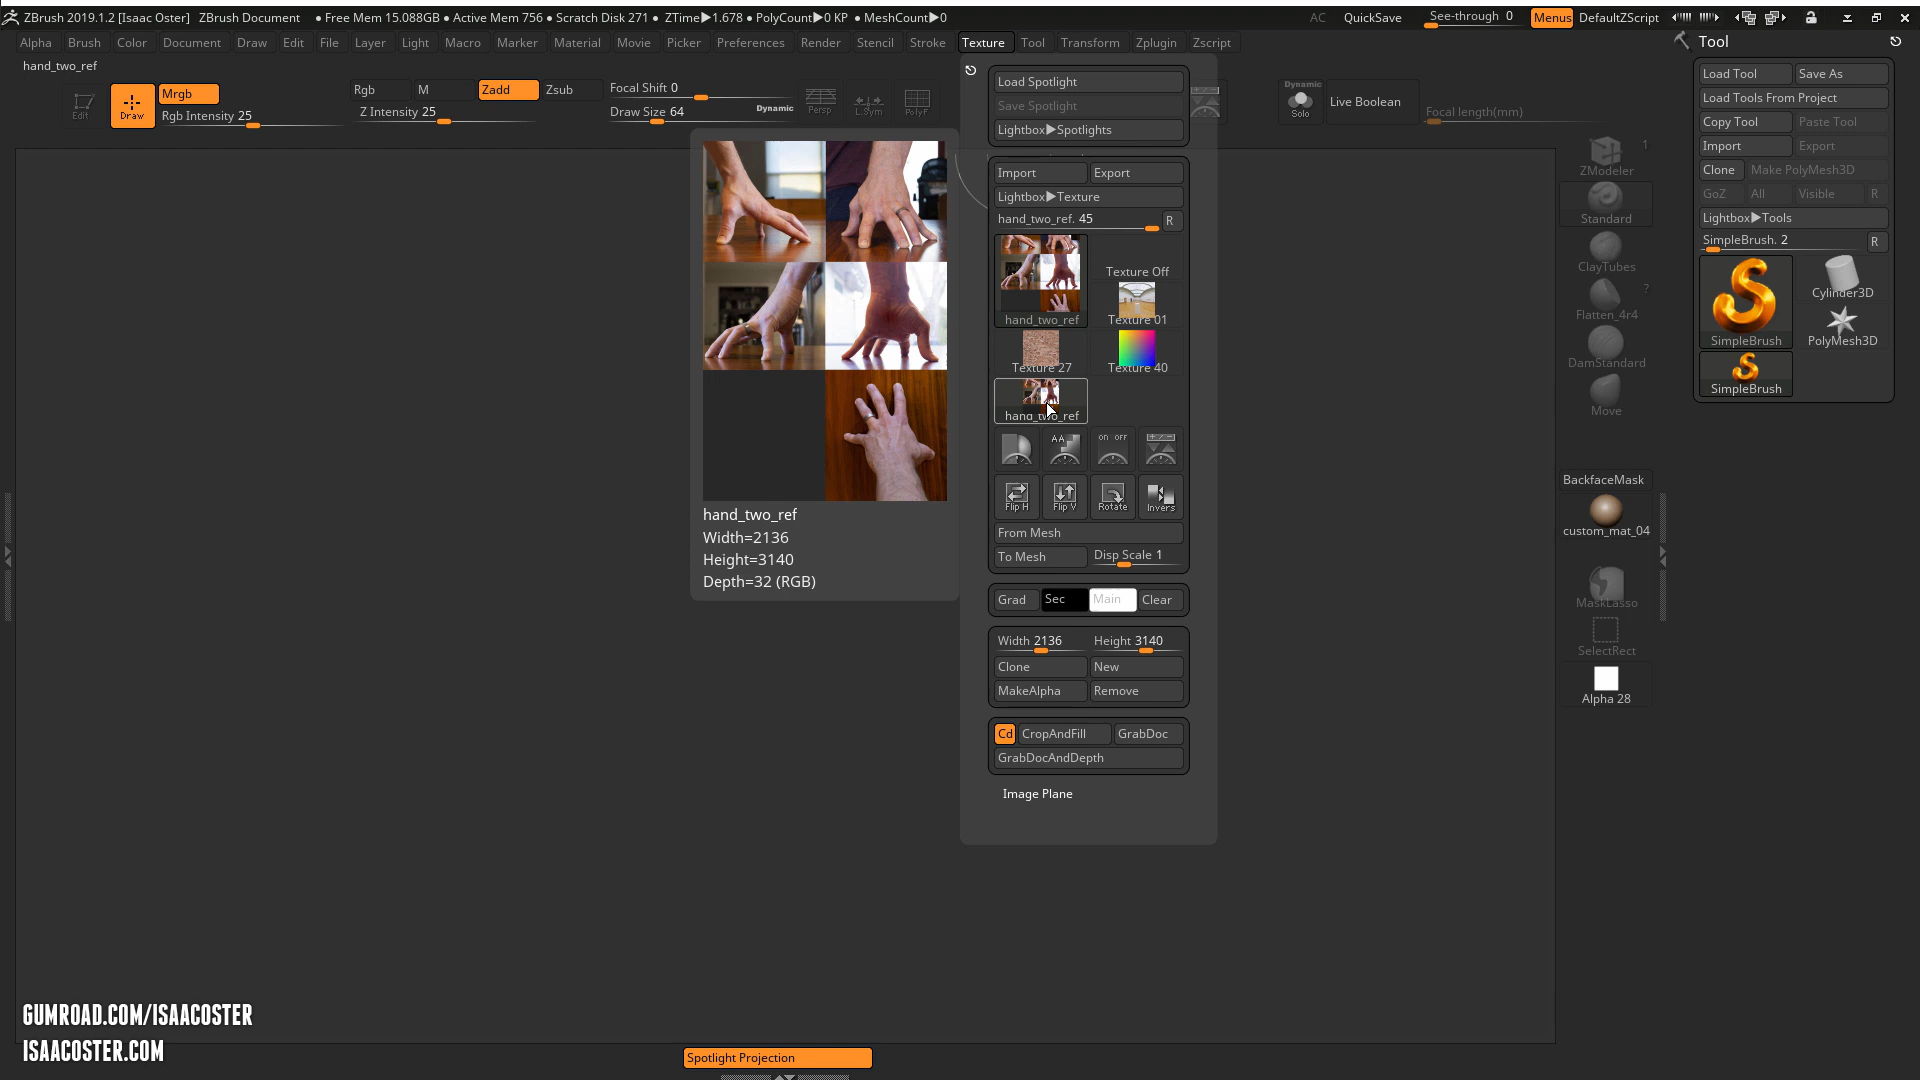 ZBrush 2019.1.2 [Isaac Oster] ZBrush Document • Free Mem 15.088GB • Active Mem 756 • Scratch Disk 271 • ZTime▶1.678 • PolyCount▶0 KP • MeshCount▶0 AC QuickSave See-through 0 Menus DefaultZScript
Alpha Brush Color Document Draw Edit File Layer Light Macro Marker Material Movie Picker Preferences Render Stencil Stroke Texture Tool Transform Zplugin Zscript
Tool
hand_two_ref
Edit
Draw
Mrgb
Rgb Intensity 25
Rgb M Zadd Zsub
Z Intensity 25
Focal Shift 0
Draw Size 64 Dynamic
Persp
L.Sym
PolyF
Dynamic
Solo
Live Boolean
Focal length(mm)
Load Spotlight
Save Spotlight
Lightbox▶Spotlights
Import Export
Lightbox▶Texture
hand_two_ref. 45 R
hand_two_ref
Texture Off
Texture 01
Texture 27 Texture 40
hand_two_ref
AA
on off
Flip H Flip V Rotate Invers
From Mesh
To Mesh Disp Scale 1
Grad Sec Main Clear
Width 2136 Height 3140
Clone New
MakeAlpha Remove
Cd CropAndFill GrabDoc
GrabDocAndDepth
Image Plane
hand_two_ref
Width=2136
Height=3140
Depth=32 (RGB)
1
ZModeler
Standard
ClayTubes
?
Flatten_4r4
DamStandard
Move
BackfaceMask
custom_mat_04
MaskLasso
SelectRect
Alpha 28
Load Tool Save As
Load Tools From Project
Copy Tool Paste Tool
Import Export
Clone Make PolyMesh3D
GoZ All Visible R
Lightbox▶Tools
SimpleBrush. 2 R
SimpleBrush
Cylinder3D
PolyMesh3D
SimpleBrush
GUMROAD.COM/ISAACOSTER
ISAACOSTER.COM
Spotlight Projection